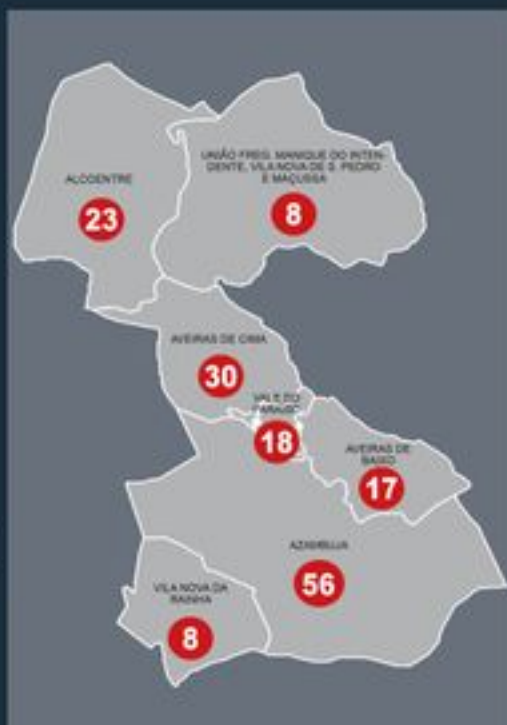 ALCOENTRE
23
UNIÃO FREG. MANIQUE DO INTEN-
DENTE, VILA NOVA DE S. PEDRO
E MAÇUSSA
8
AVEIRAS DE CIMA
30
VALE DO
PARAÍSO
18
AVEIRAS DE
BAIXO
17
AZAMBUJA
56
VILA NOVA DA
RAINHA
8